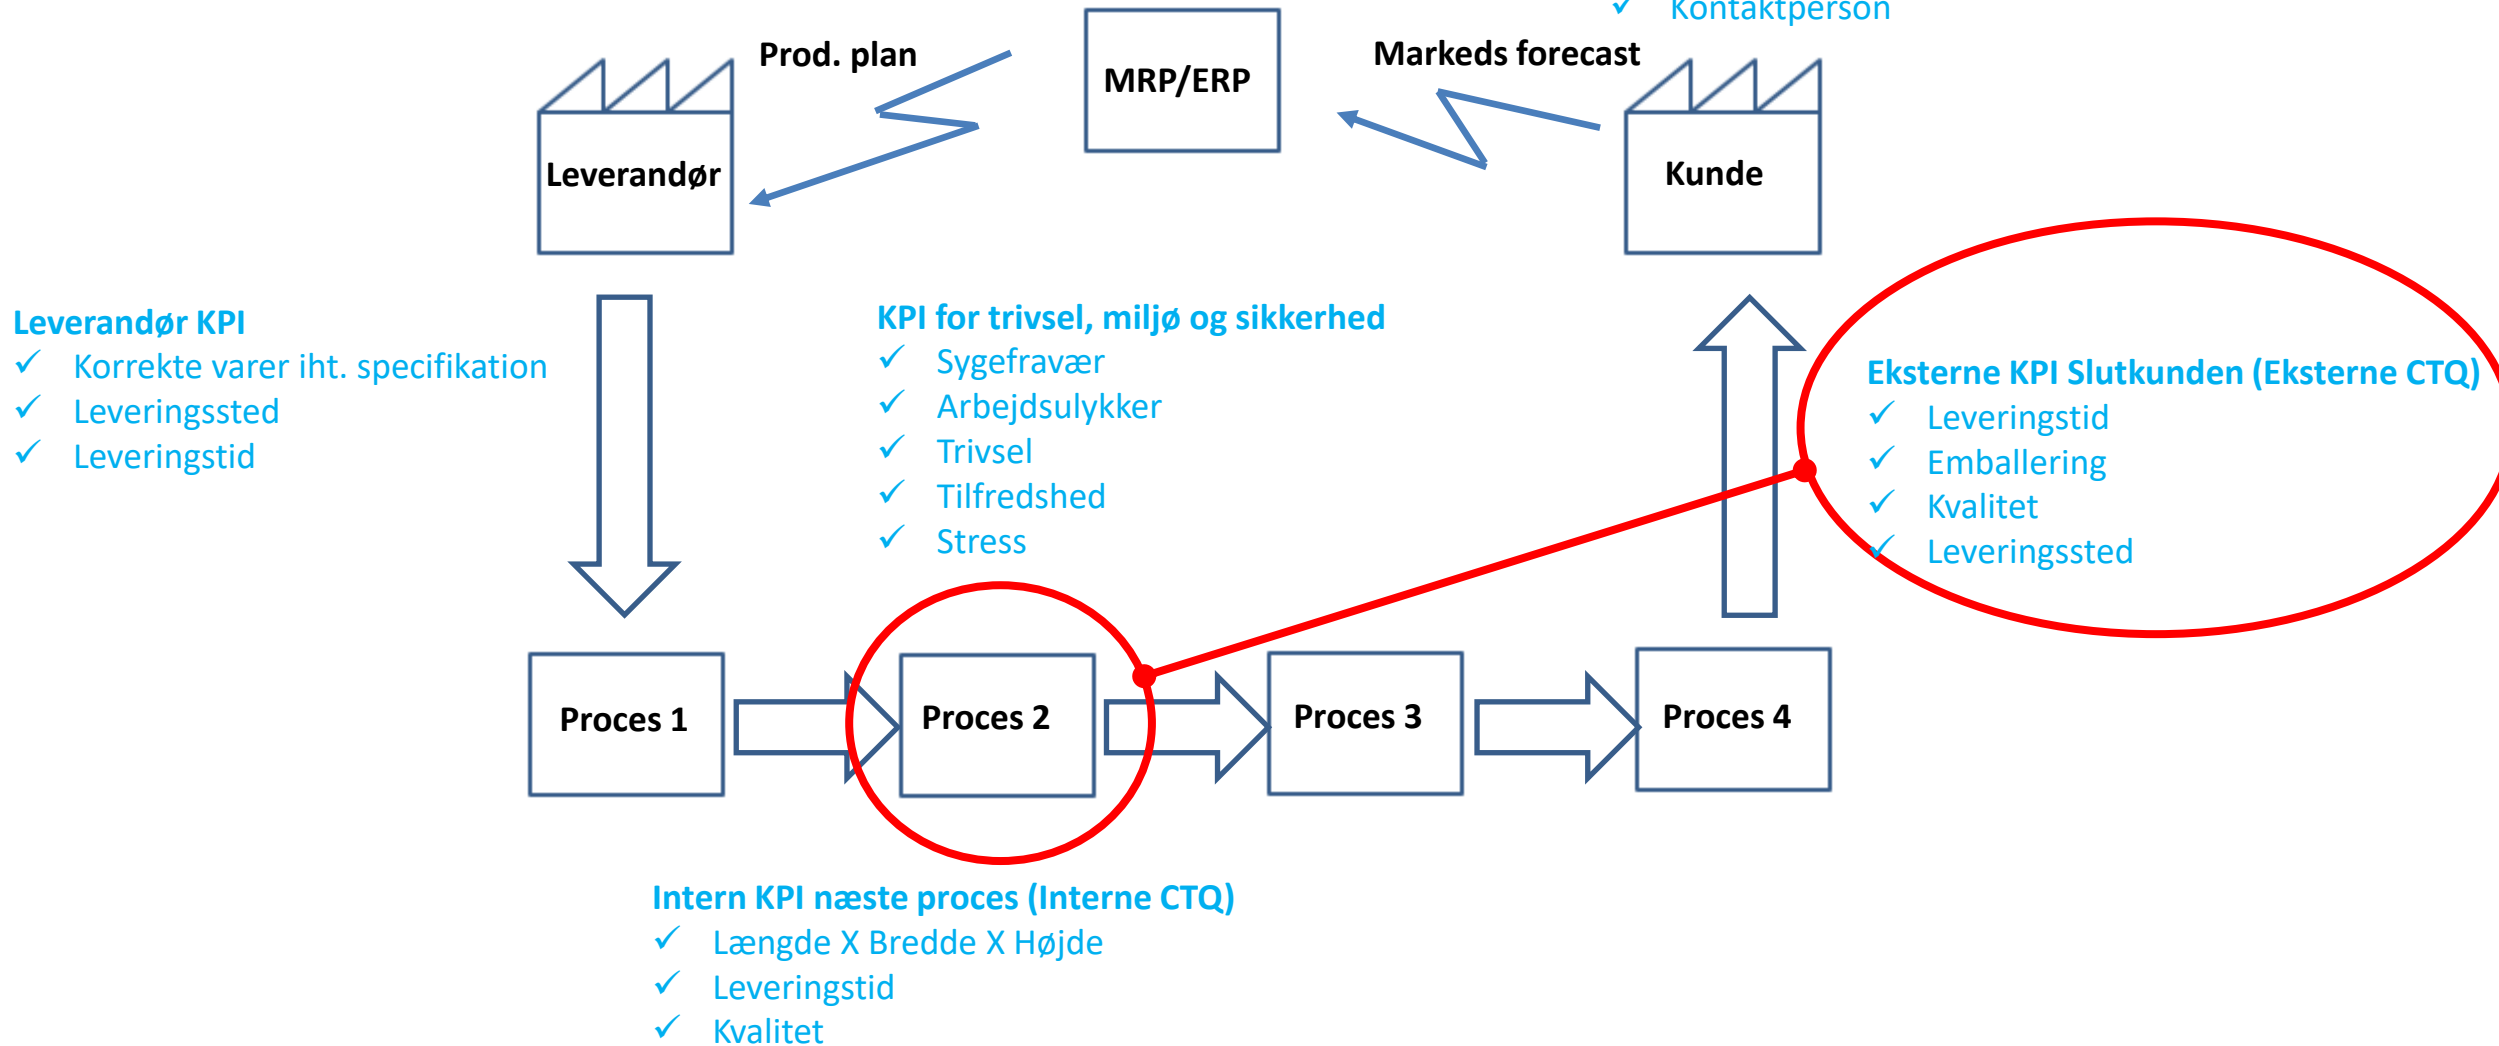 Kontaktperson
Prod. plan
Markeds forecast
MRP/ERP
Leverandør
Kunde
Leverandør KPI
✓ Korrekte varer iht. specifikation
✓ Leveringssted
✓ Leveringstid
KPI for trivsel, miljø og sikkerhed
✓ Sygefravær
✓ Arbejdsulykker
✓ Trivsel
✓ Tilfredshed
✓ Stress
Eksterne KPI Slutkunden (Eksterne CTQ)
✓ Leveringstid
✓ Emballering
✓ Kvalitet
✓ Leveringssted
Proces 1
Proces 2
Proces 3
Proces 4
Intern KPI næste proces (Interne CTQ)
✓ Længde X Bredde X Højde
✓ Leveringstid
✓ Kvalitet